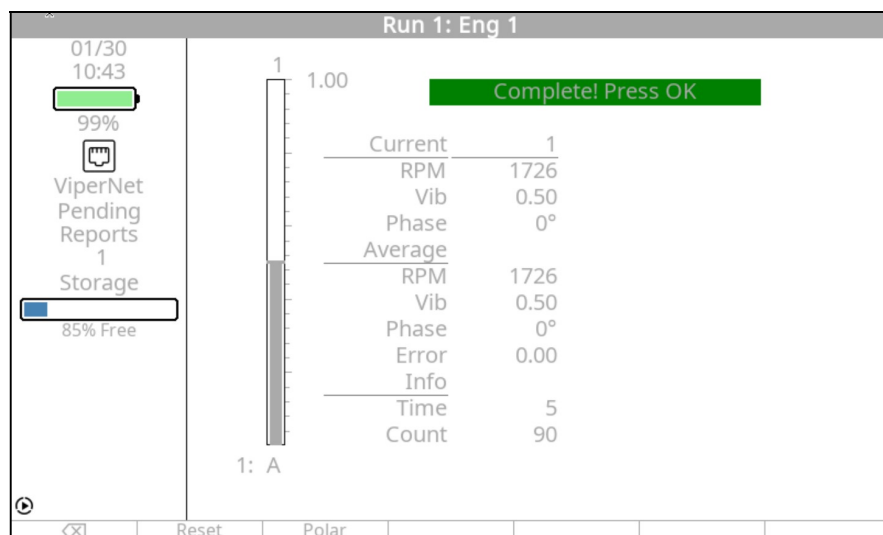 Run 1: Eng 1
01/30
10:43
99%
ViperNet
Pending
Reports
1
Storage
85% Free
1
1.00
Complete! Press OK
Current 1
RPM 1726
Vib 0.50
Phase 0°
Average
RPM 1726
Vib 0.50
Phase 0°
Error 0.00
Info
Time 5
Count 90
1: A
Reset Polar